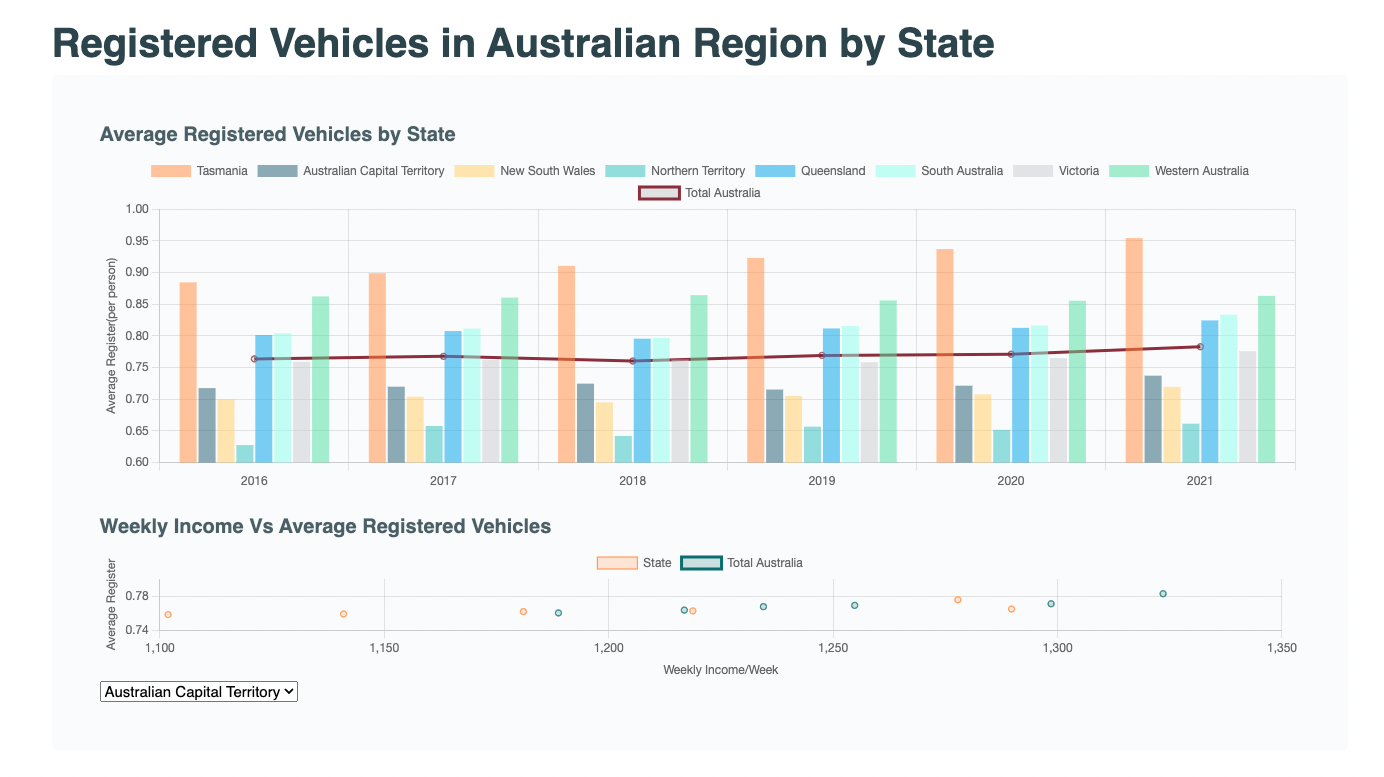 Registered Vehicles in Australian Region by State
Average Registered Vehicles by State
Tasmania Australian Capital Territory New South Wales Northern Territory Queensland South Australia Victoria Western Australia
Total Australia
Average Register(per person)
1.00
0.95
0.90
0.85
0.80
0.75
0.70
0.65
0.60
2016 2017 2018 2019 2020 2021
Weekly Income Vs Average Registered Vehicles
State Total Australia
Average Register
0.78
0.74
1,100 1,150 1,200 1,250 1,300 1,350
Weekly Income/Week
Australian Capital Territory